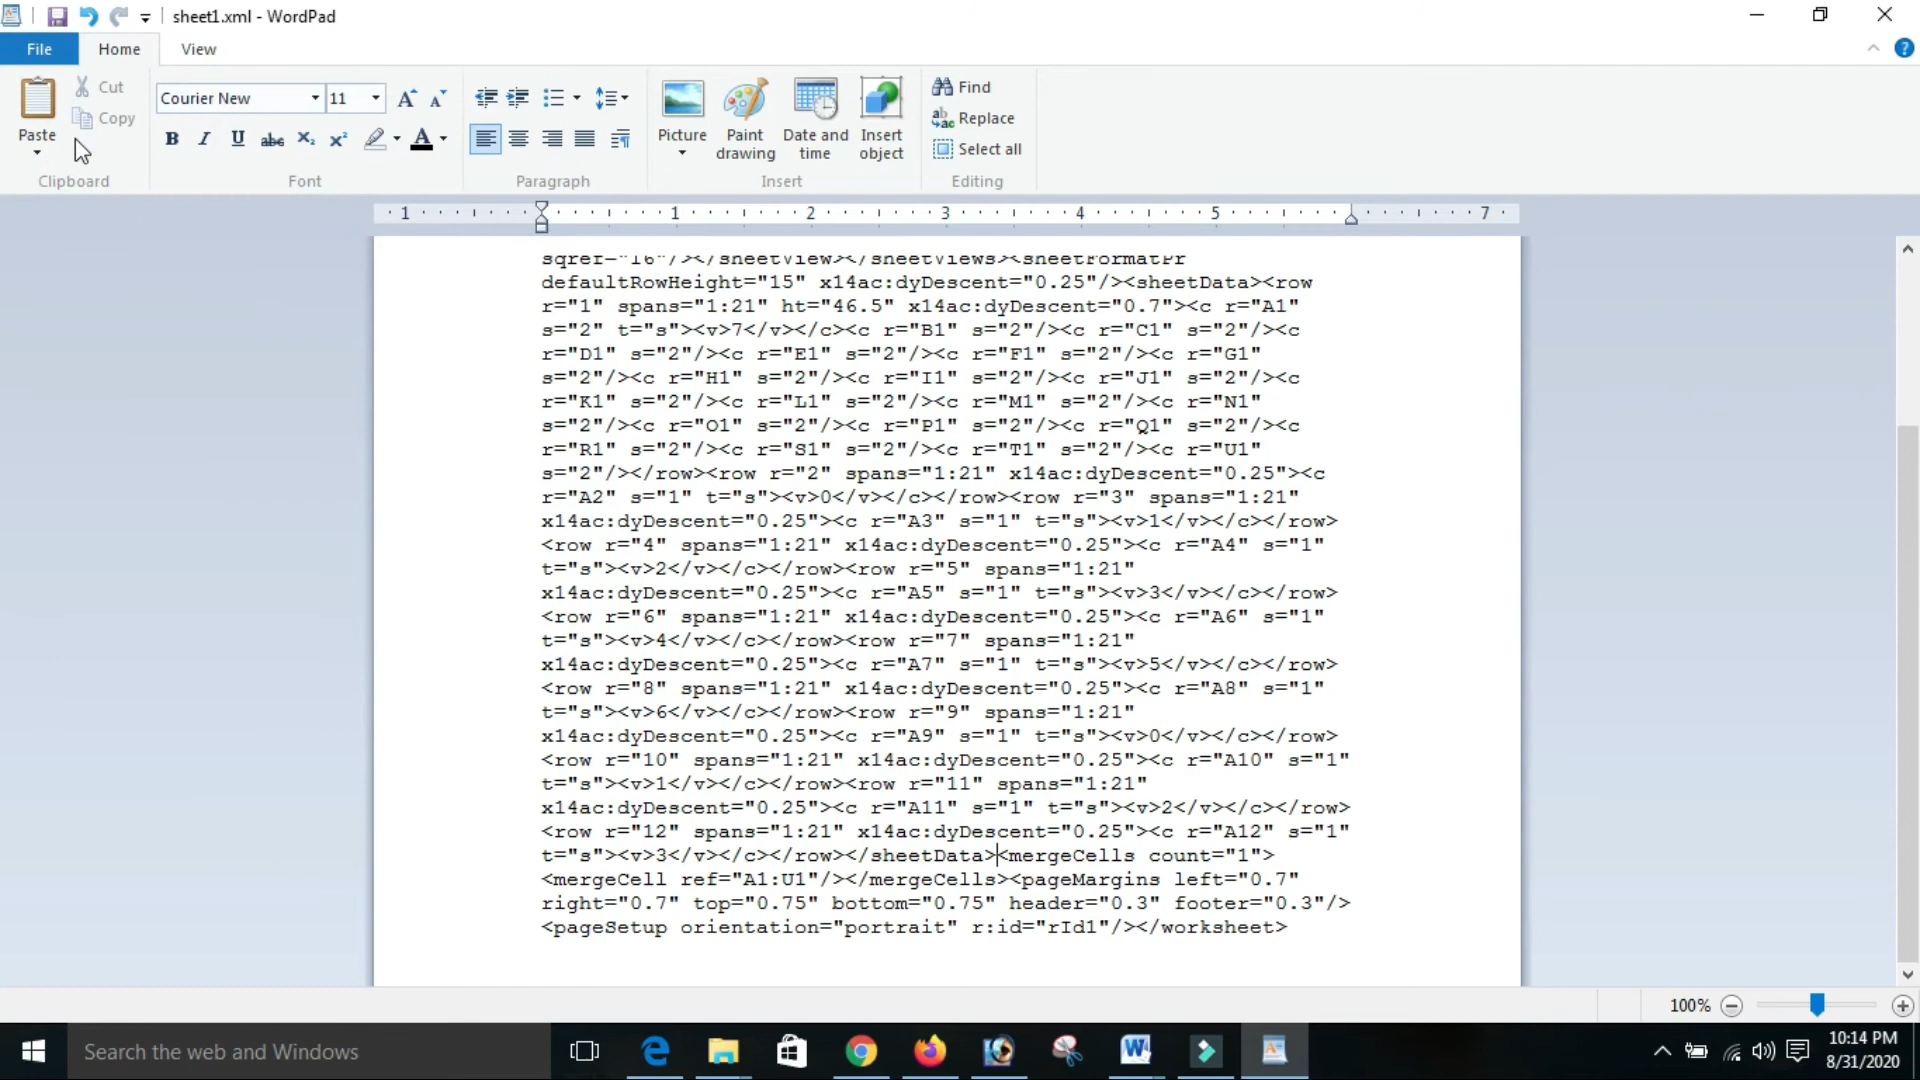 sheet1.xml - WordPad
File
Home
View
Paste
Cut
Copy
Clipboard
Courier New
11
Font
Paragraph
Picture
Paint drawing
Date and time
Insert object
Insert
Find
Replace
Select all
Editing
1 1 2 3 4 5 7
sqref="I6"/></sheetView></sheetViews><sheetFormatPr
defaultRowHeight="15" x14ac:dyDescent="0.25"/><sheetData><row
r="1" spans="1:21" ht="46.5" x14ac:dyDescent="0.7"><c r="A1"
s="2" t="s"><v>7</v></c><c r="B1" s="2"/><c r="C1" s="2"/><c
r="D1" s="2"/><c r="E1" s="2"/><c r="F1" s="2"/><c r="G1"
s="2"/><c r="H1" s="2"/><c r="I1" s="2"/><c r="J1" s="2"/><c
r="K1" s="2"/><c r="L1" s="2"/><c r="M1" s="2"/><c r="N1"
s="2"/><c r="O1" s="2"/><c r="P1" s="2"/><c r="Q1" s="2"/><c
r="R1" s="2"/><c r="S1" s="2"/><c r="T1" s="2"/><c r="U1"
s="2"/></row><row r="2" spans="1:21" x14ac:dyDescent="0.25"><c
r="A2" s="1" t="s"><v>0</v></c></row><row r="3" spans="1:21"
x14ac:dyDescent="0.25"><c r="A3" s="1" t="s"><v>1</v></c></row>
<row r="4" spans="1:21" x14ac:dyDescent="0.25"><c r="A4" s="1"
t="s"><v>2</v></c></row><row r="5" spans="1:21"
x14ac:dyDescent="0.25"><c r="A5" s="1" t="s"><v>3</v></c></row>
<row r="6" spans="1:21" x14ac:dyDescent="0.25"><c r="A6" s="1"
t="s"><v>4</v></c></row><row r="7" spans="1:21"
x14ac:dyDescent="0.25"><c r="A7" s="1" t="s"><v>5</v></c></row>
<row r="8" spans="1:21" x14ac:dyDescent="0.25"><c r="A8" s="1"
t="s"><v>6</v></c></row><row r="9" spans="1:21"
x14ac:dyDescent="0.25"><c r="A9" s="1" t="s"><v>0</v></c></row>
<row r="10" spans="1:21" x14ac:dyDescent="0.25"><c r="A10" s="1"
t="s"><v>1</v></c></row><row r="11" spans="1:21"
x14ac:dyDescent="0.25"><c r="A11" s="1" t="s"><v>2</v></c></row>
<row r="12" spans="1:21" x14ac:dyDescent="0.25"><c r="A12" s="1"
t="s"><v>3</v></c></row></sheetData><mergeCells count="1">
<mergeCell ref="A1:U1"/></mergeCells><pageMargins left="0.7"
right="0.7" top="0.75" bottom="0.75" header="0.3" footer="0.3"/>
<pageSetup orientation="portrait" r:id="rId1"/></worksheet>
100%
Search the web and Windows
10:14 PM
8/31/2020